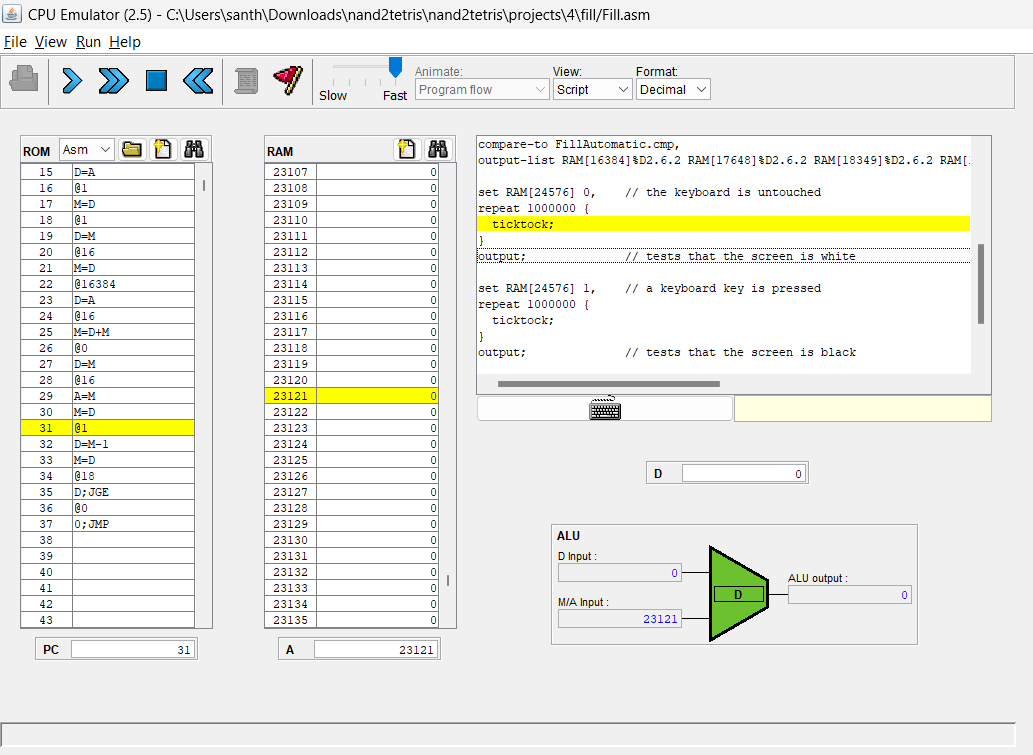 CPU Emulator (2.5) - C:\Users\santh\Downloads\nand2tetris\nand2tetris\projects\4\fill/Fill.asm
File View Run Help
Slow Fast
Animate:
Program flow
View:
Script
Format:
Decimal
ROM Asm
15 D=A
16 @1
17 M=D
18 @1
19 D=M
20 @16
21 M=D
22 @16384
23 D=A
24 @16
25 M=D+M
26 @0
27 D=M
28 @16
29 A=M
30 M=D
31 @1
32 D=M-1
33 M=D
34 @18
35 D;JGE
36 @0
37 0;JMP
38
39
40
41
42
43
PC 31
RAM
23107 0
23108 0
23109 0
23110 0
23111 0
23112 0
23113 0
23114 0
23115 0
23116 0
23117 0
23118 0
23119 0
23120 0
23121 0
23122 0
23123 0
23124 0
23125 0
23126 0
23127 0
23128 0
23129 0
23130 0
23131 0
23132 0
23133 0
23134 0
23135 0
A 23121
compare-to FillAutomatic.cmp,
output-list RAM[16384]%D2.6.2 RAM[17648]%D2.6.2 RAM[18349]%D2.6.2 RAM[
set RAM[24576] 0, // the keyboard is untouched
repeat 1000000 {
ticktock;
}
output; // tests that the screen is white
set RAM[24576] 1, // a keyboard key is pressed
repeat 1000000 {
ticktock;
}
output; // tests that the screen is black
D 0
ALU
D Input :
0
M/A Input :
23121
D
ALU output :
0